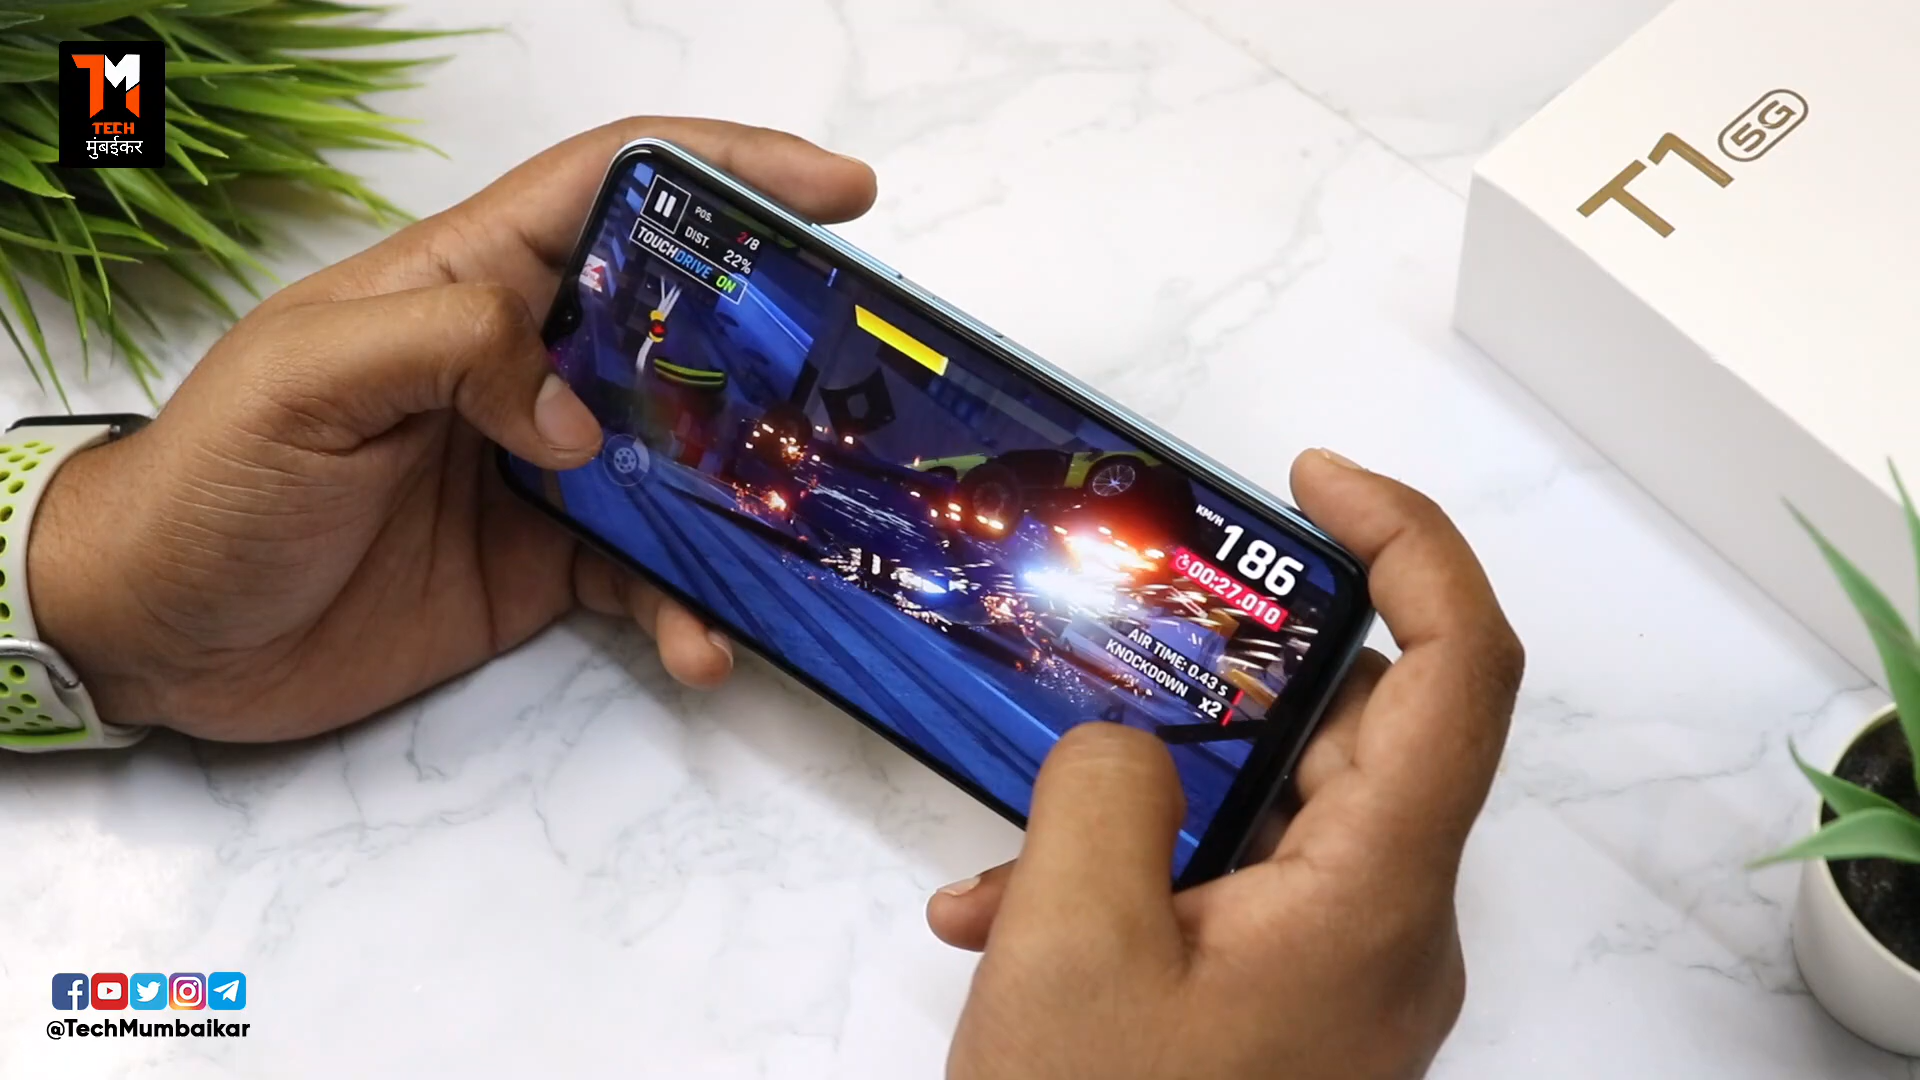 TM
TECH
मुंबईकर
T1 5G
POS. 2/8
DIST. 22%
TOUCHDRIVE ON
KM/H
186
00:27.010
AIR TIME: 0.43 s
KNOCKDOWN x2
@TechMumbaikar